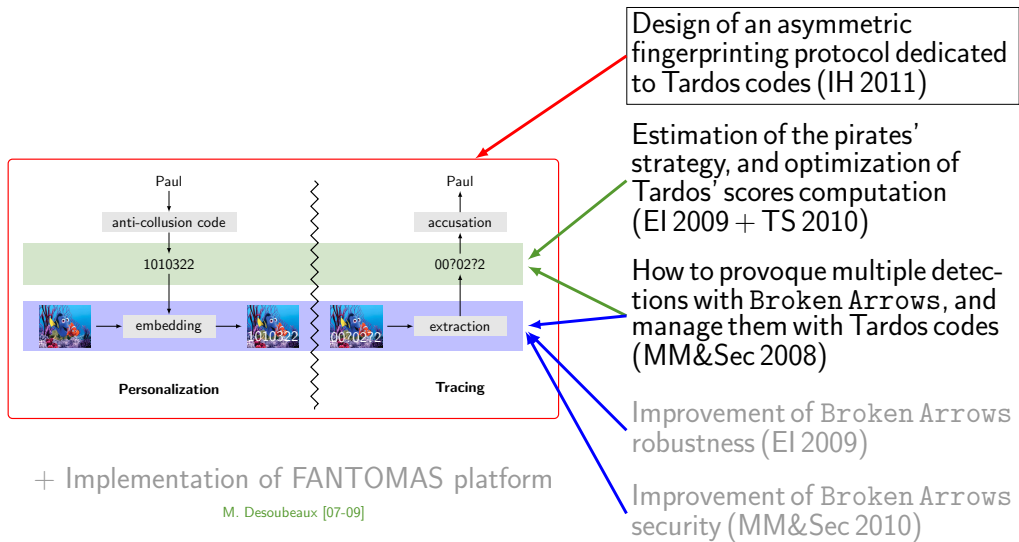 Design of an asymmetric
fingerprinting protocol dedicated
to Tardos codes (IH 2011)
Estimation of the pirates'
strategy, and optimization of
Tardos' scores computation
(EI 2009 + TS 2010)
How to provoque multiple detec-
tions with Broken Arrows, and
manage them with Tardos codes
(MM&Sec 2008)
Improvement of Broken Arrows
robustness (EI 2009)
Improvement of Broken Arrows
security (MM&Sec 2010)
Paul
Paul
anti-collusion code
accusation
1010322
00?02?2
embedding
1010322
00?02?2
extraction
Personalization
Tracing
+ Implementation of FANTOMAS platform
M. Desoubeaux [07-09]